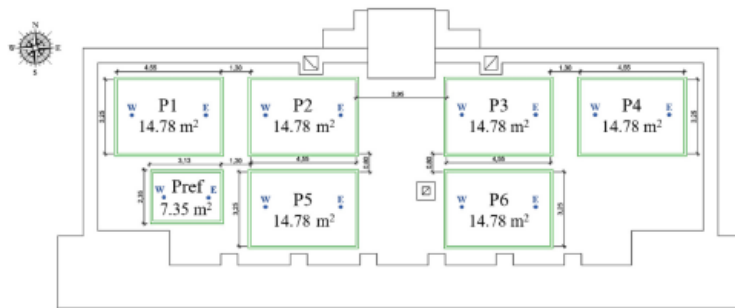 N
E
S
4,55
1,30
1,30
4,55
3,25
P1
14.78 m²
W
E
P2
14.78 m²
W
E
3,95
P3
14.78 m²
W
E
P4
14.78 m²
W
E
3,25
3,13
1,30
4,55
0,60
0,60
4,55
2,35
Pref
7.35 m²
W
E
3,25
P5
14.78 m²
W
E
P6
14.78 m²
W
E
3,25